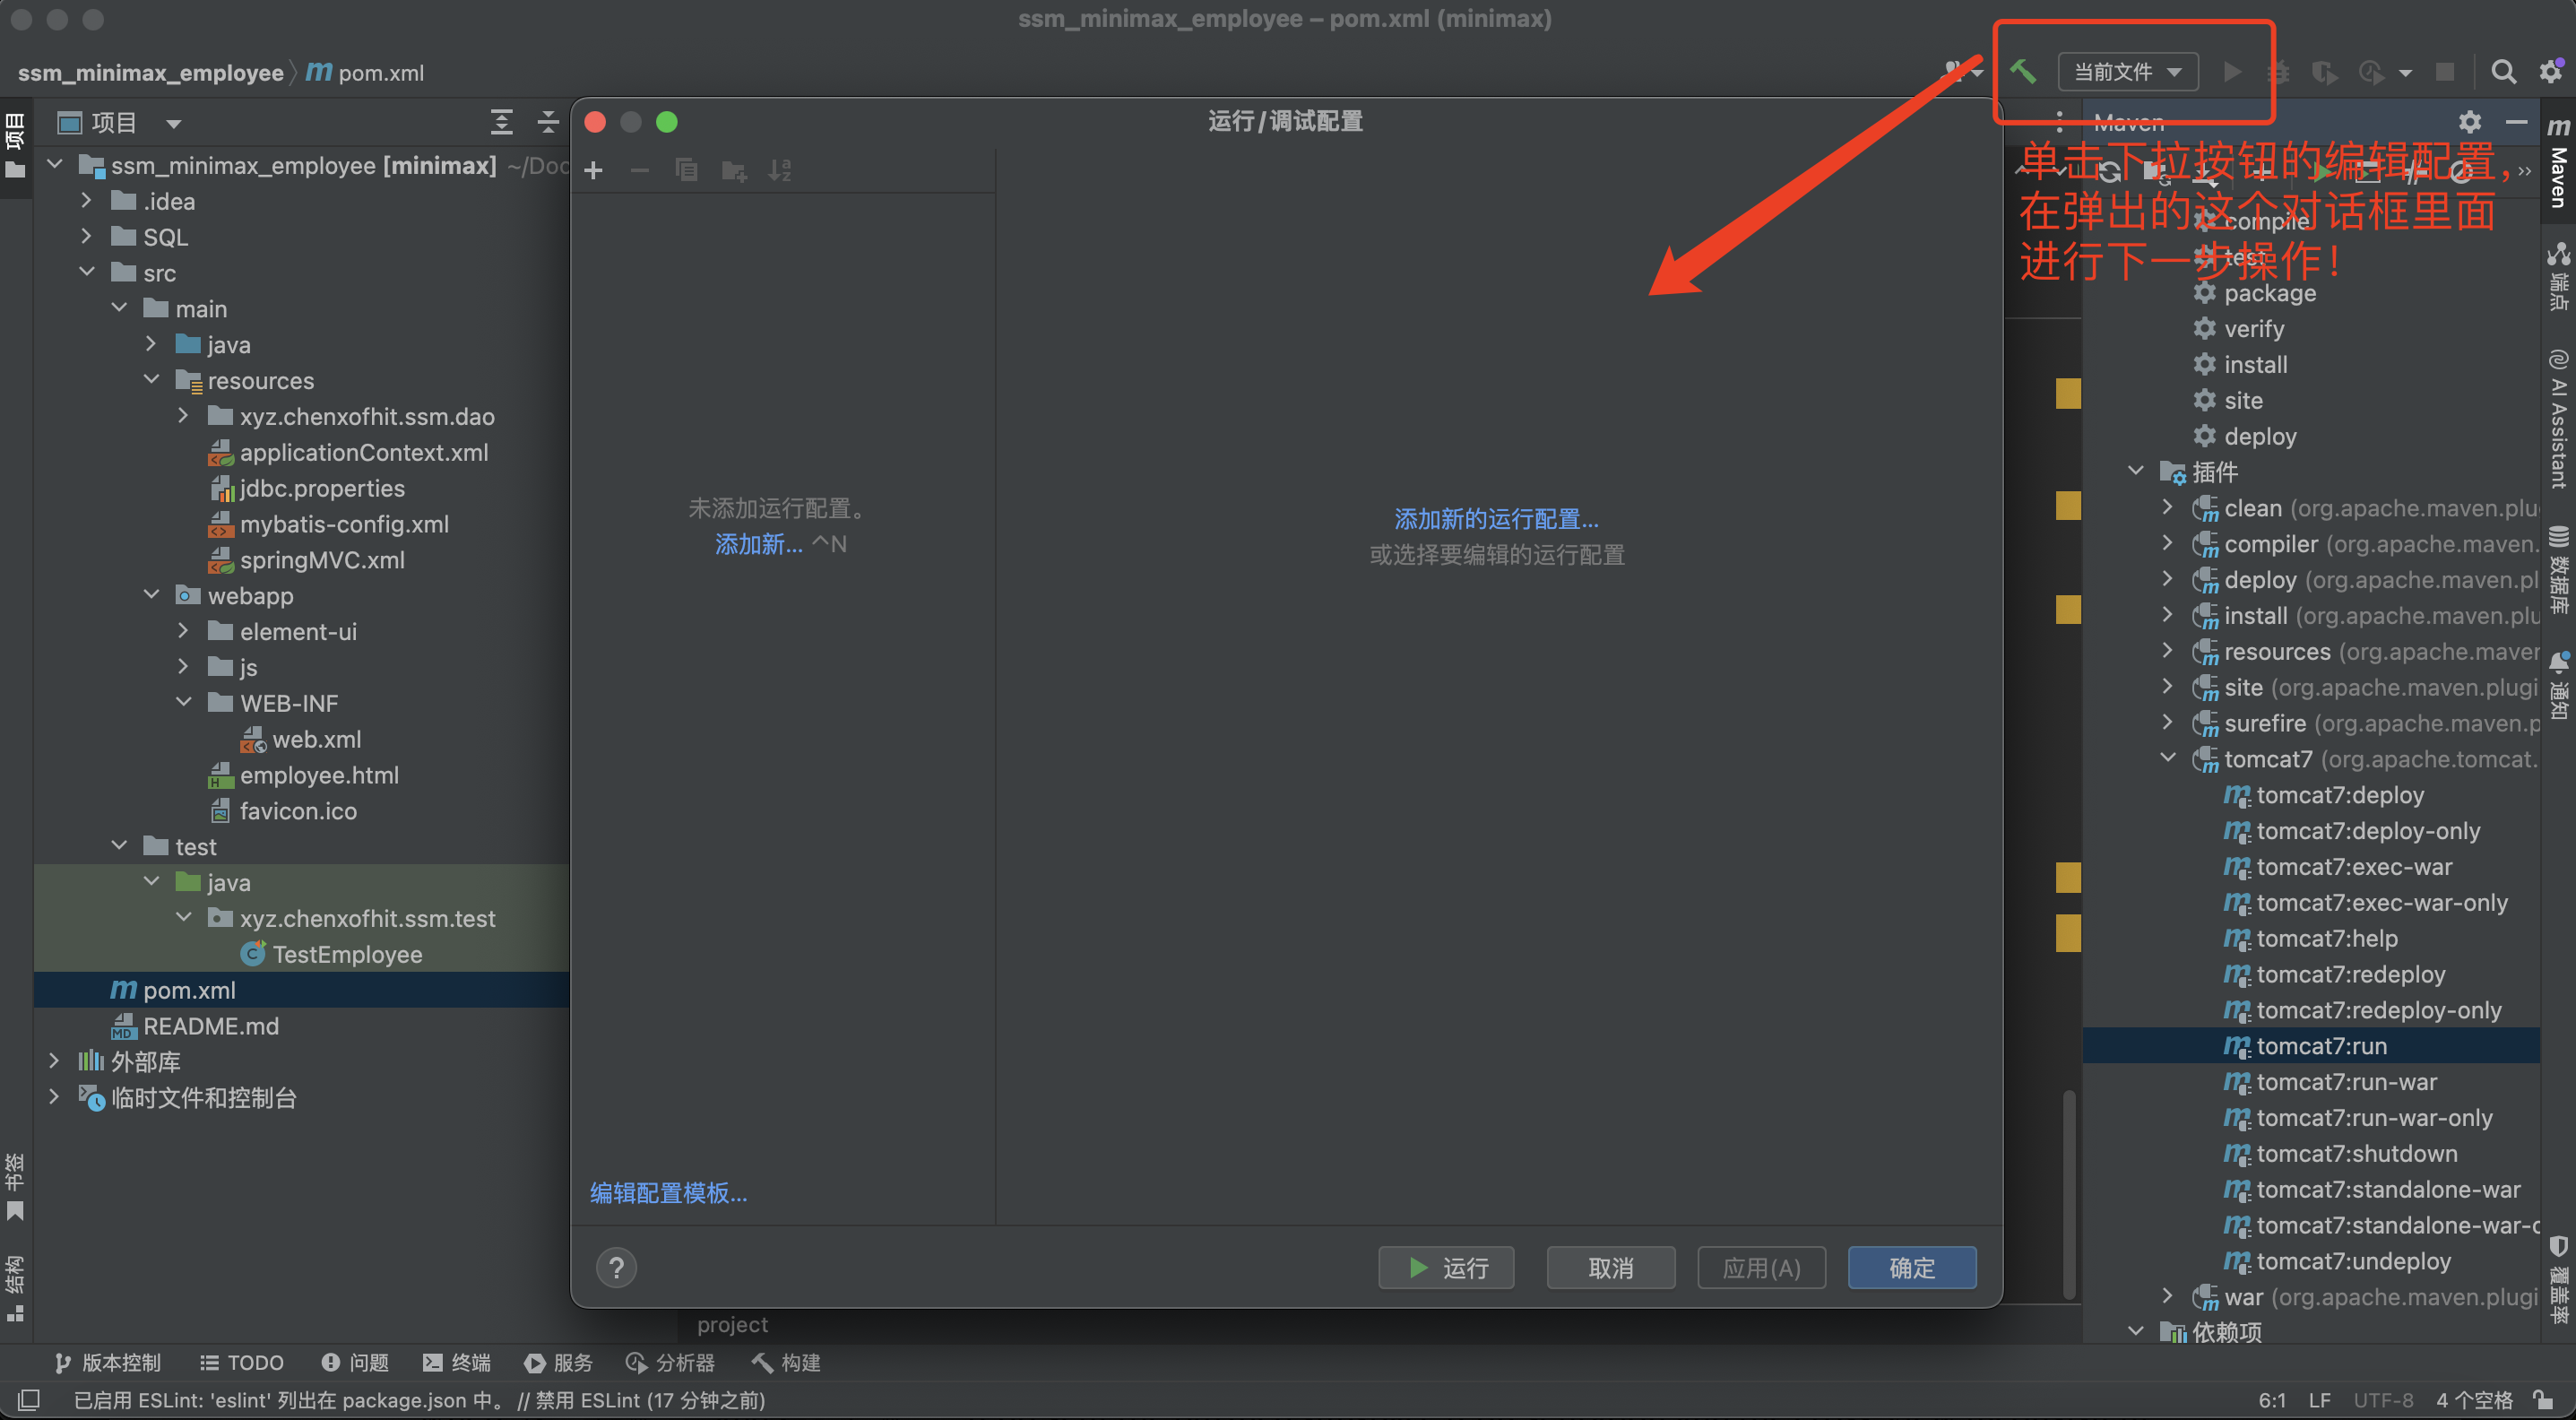 ssm_minimax_employee – pom.xml (minimax)
ssm_minimax_employee
pom.xml
当前文件
项目
项目
ssm_minimax_employee [minimax] ~/Doc
.idea
SQL
src
main
java
resources
xyz.chenxofhit.ssm.dao
applicationContext.xml
jdbc.properties
mybatis-config.xml
springMVC.xml
webapp
element-ui
js
WEB-INF
web.xml
employee.html
favicon.ico
test
java
xyz.chenxofhit.ssm.test
TestEmployee
pom.xml
README.md
外部库
临时文件和控制台
书签
结构
运行/调试配置
未添加运行配置。
添加新... ^N
添加新的运行配置...
或选择要编辑的运行配置
编辑配置模板...
?
运行
取消
应用(A)
确定
project
单击下拉按钮的编辑配置，
在弹出的这个对话框里面
进行下一步操作！
Maven
compile
test
package
verify
install
site
deploy
插件
clean (org.apache.maven.plu
compiler (org.apache.maven.
deploy (org.apache.maven.pl
install (org.apache.maven.plu
resources (org.apache.maver
site (org.apache.maven.plugi
surefire (org.apache.maven.p
tomcat7 (org.apache.tomcat.
tomcat7:deploy
tomcat7:deploy-only
tomcat7:exec-war
tomcat7:exec-war-only
tomcat7:help
tomcat7:redeploy
tomcat7:redeploy-only
tomcat7:run
tomcat7:run-war
tomcat7:run-war-only
tomcat7:shutdown
tomcat7:standalone-war
tomcat7:standalone-war-o
tomcat7:undeploy
war (org.apache.maven.plugi
依赖项
Maven
端点
AI Assistant
数据库
通知
覆盖率
版本控制
TODO
问题
终端
服务
分析器
构建
已启用 ESLint: 'eslint' 列出在 package.json 中。 // 禁用 ESLint (17 分钟之前)
6:1
LF
UTF-8
4 个空格